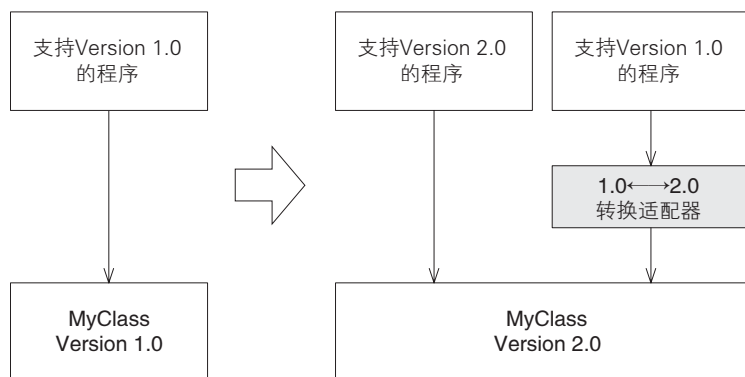 支持Version 1.0
的程序
支持Version 2.0
的程序
支持Version 1.0
的程序
1.0⟷2.0
转换适配器
MyClass
Version 1.0
MyClass
Version 2.0